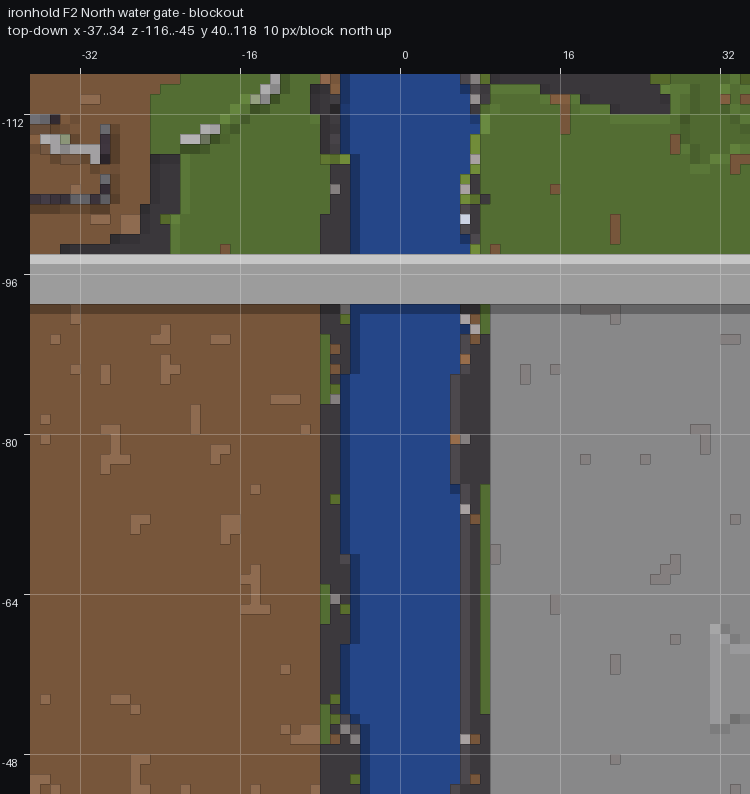 ironhold F2 North water gate - blockout
top-down  x -37..34  z -116..-45  y 40..118  10 px/block  north up
-32 -16 0 16 32
-112
-96
-80
-64
-48